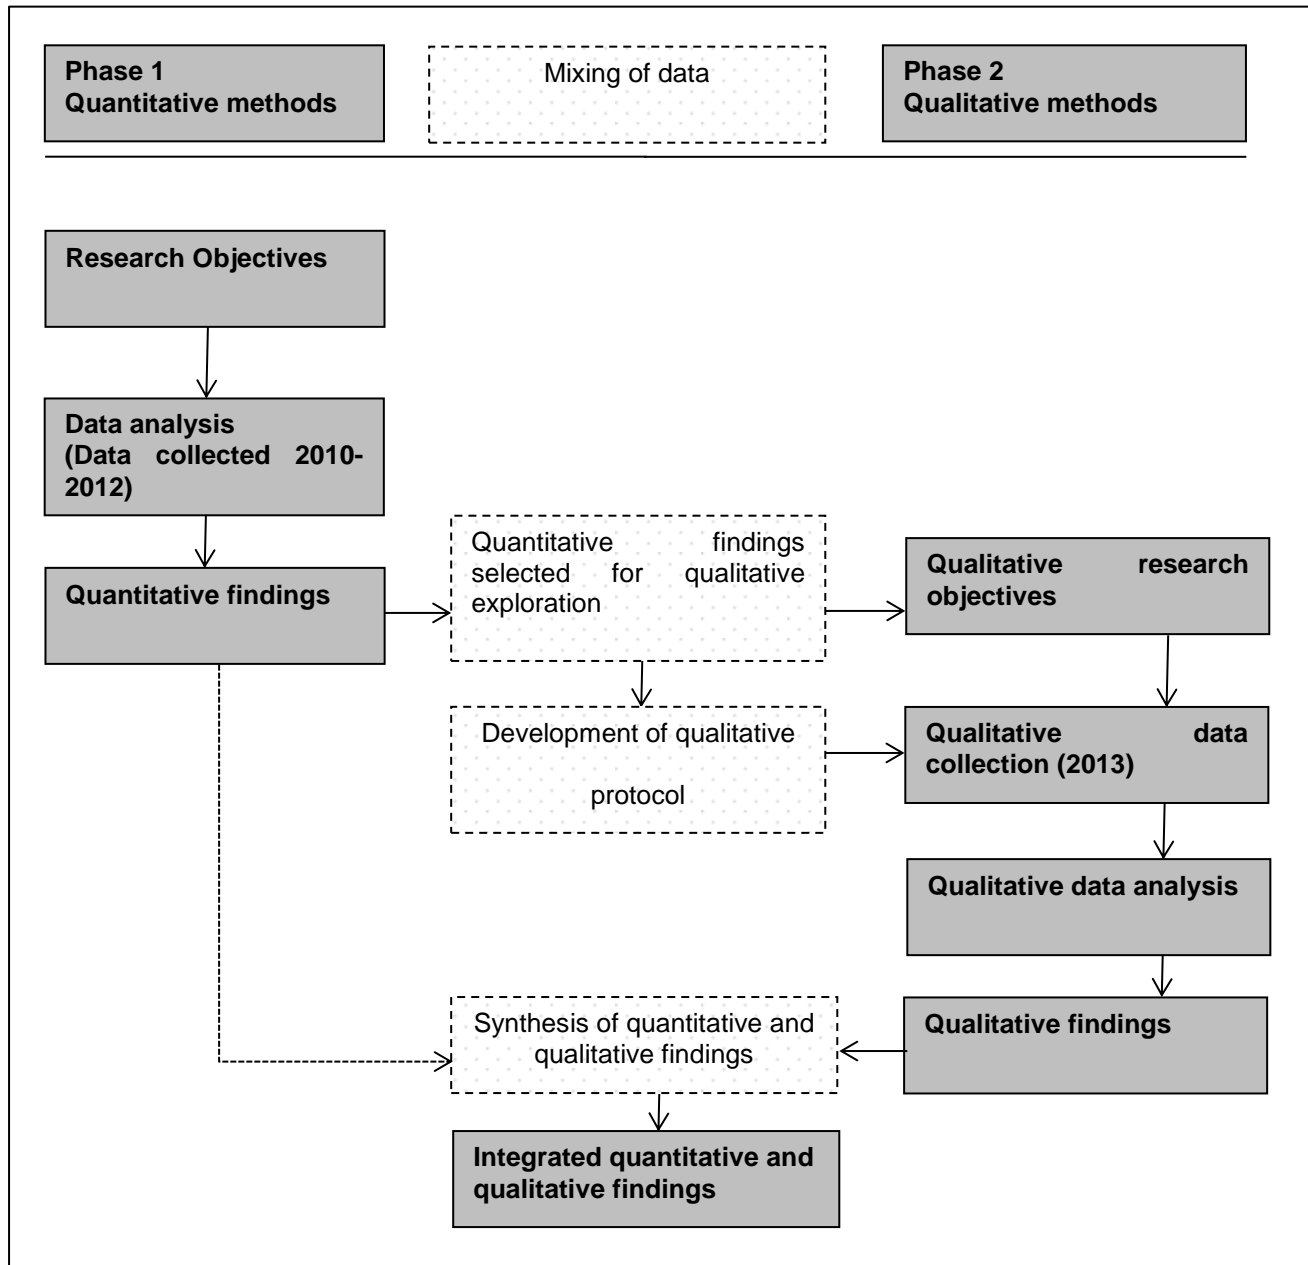 Phase 1
Quantitative methods
Mixing of data
Phase 2
Qualitative methods
Research Objectives
Data analysis
(Data collected 2010-
2012)
Quantitative findings
Quantitative findings
selected for qualitative
exploration
Qualitative research
objectives
Development of qualitative
protocol
Qualitative data
collection (2013)
Qualitative data analysis
Synthesis of quantitative and
qualitative findings
Qualitative findings
Integrated quantitative and
qualitative findings